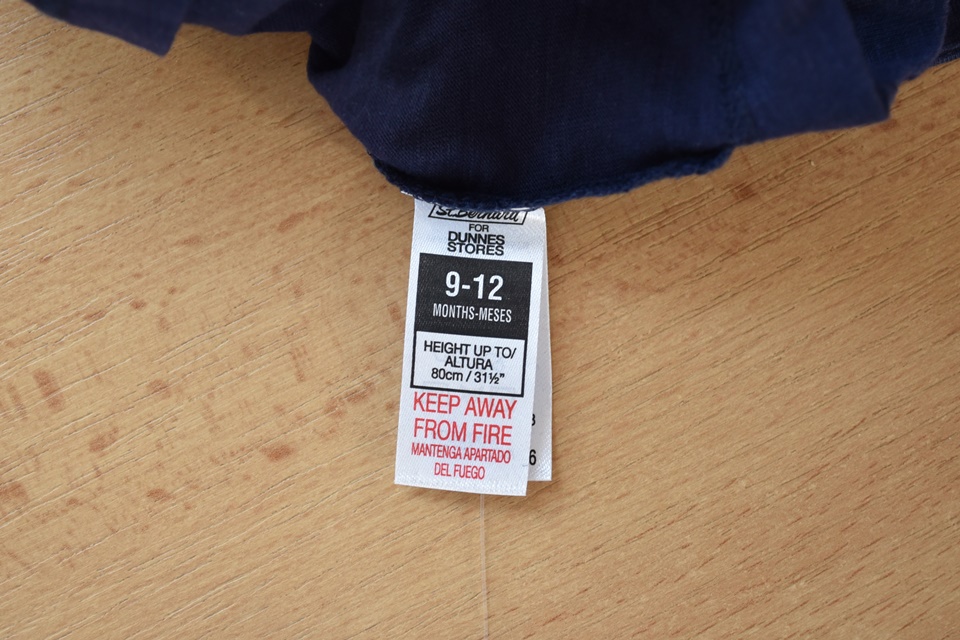 St.Bernard
FOR
DUNNES
STORES
9-12
MONTHS-MESES
HEIGHT UP TO/
ALTURA
80cm / 31½”
KEEP AWAY
FROM FIRE
MANTENGA APARTADO
DEL FUEGO
6